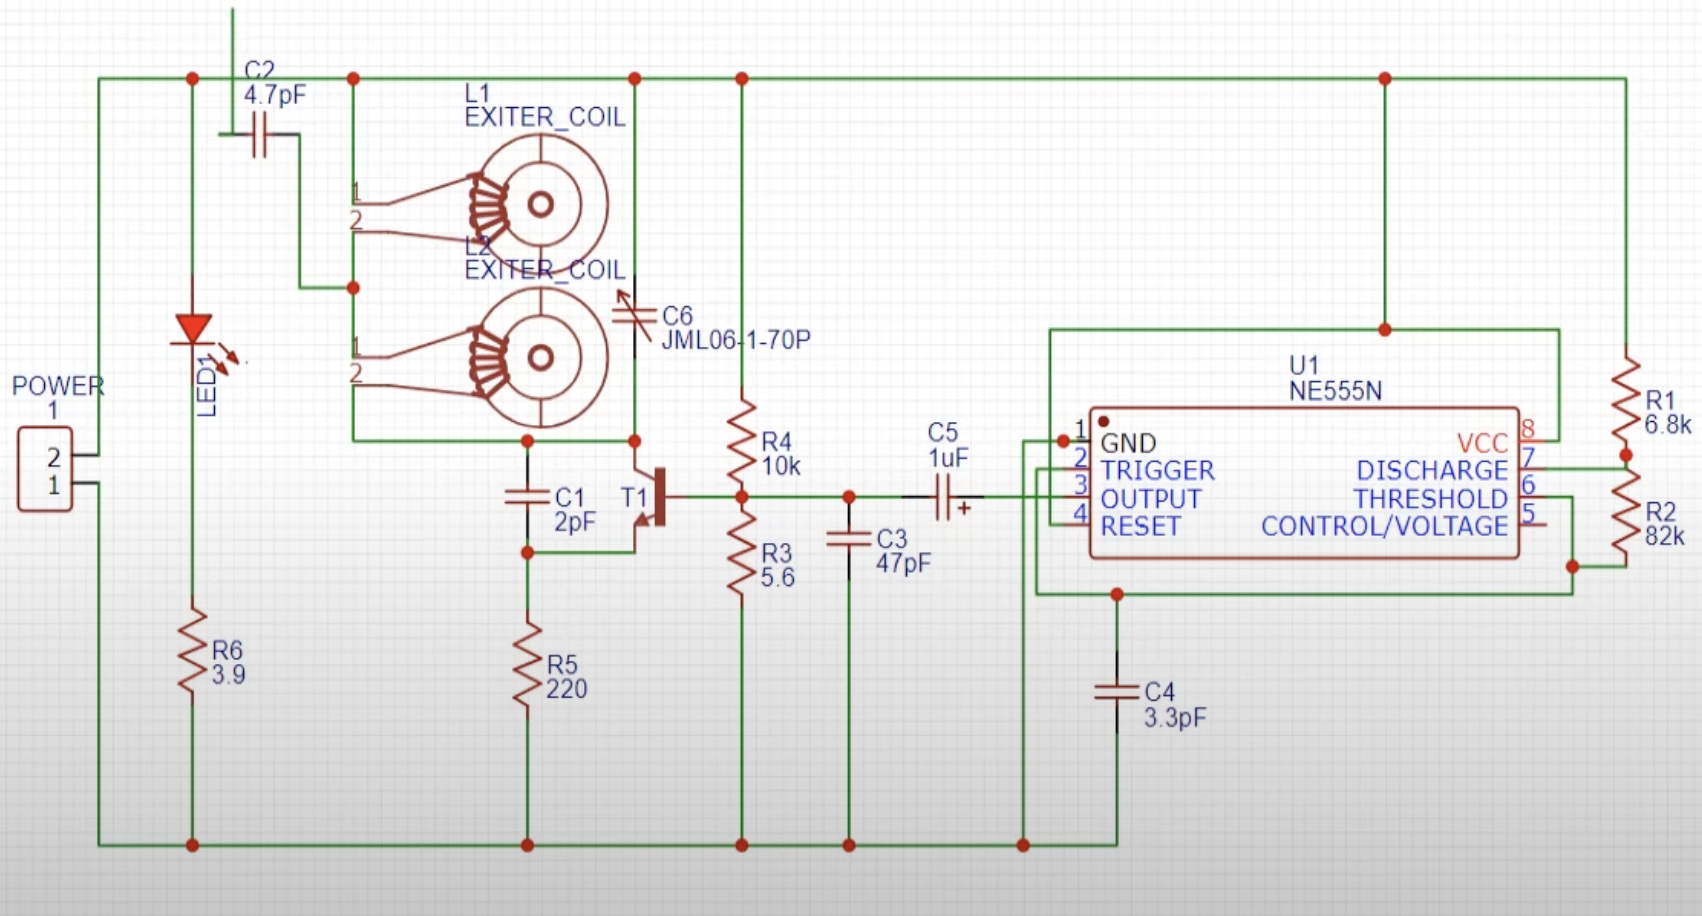 C2
4.7pF
L1
EXITER_COIL
1
2
L2
EXITER_COIL
1
2
C6
JML06-1-70P
LED1
POWER
1
2
1
R6
3.9
C1
2pF
T1
R5
220
R4
10k
R3
5.6
C3
47pF
C5
1uF
+
U1
NE555N
1 GND
2 TRIGGER
3 OUTPUT
4 RESET
VCC 8
DISCHARGE 7
THRESHOLD 6
CONTROL/VOLTAGE 5
R1
6.8k
R2
82k
C4
3.3pF